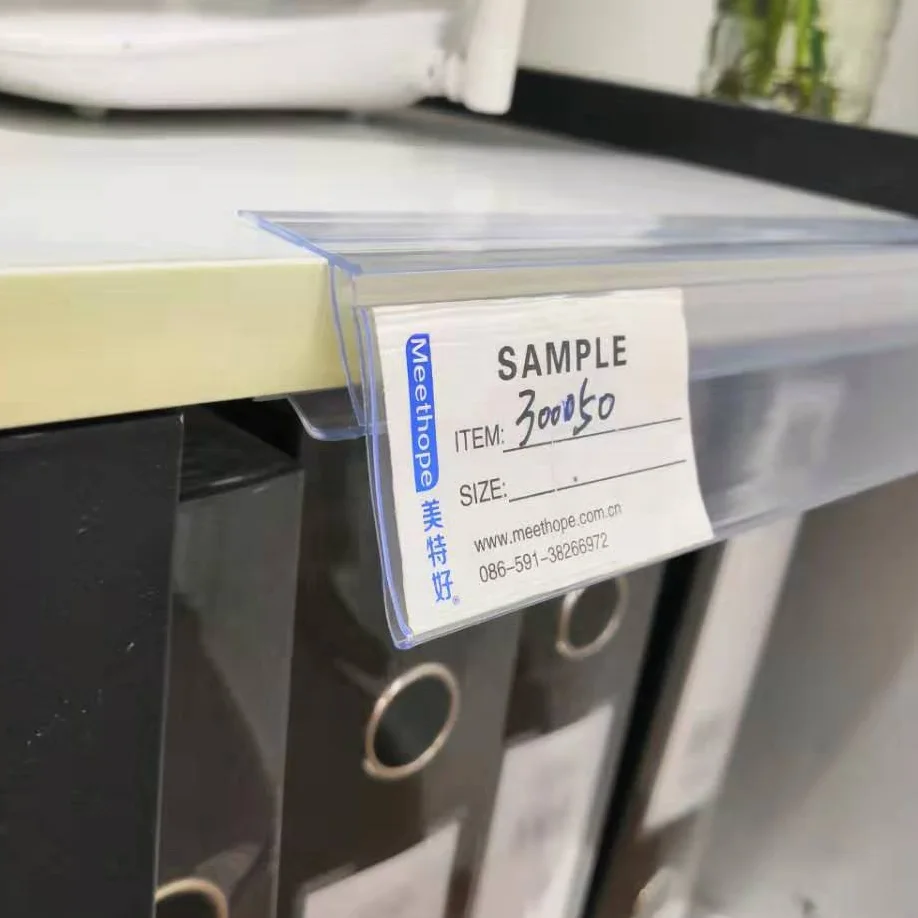 Meethope
美特好
SAMPLE
ITEM: 300050
SIZE:
www.meethope.com.cn
086-591-38266972